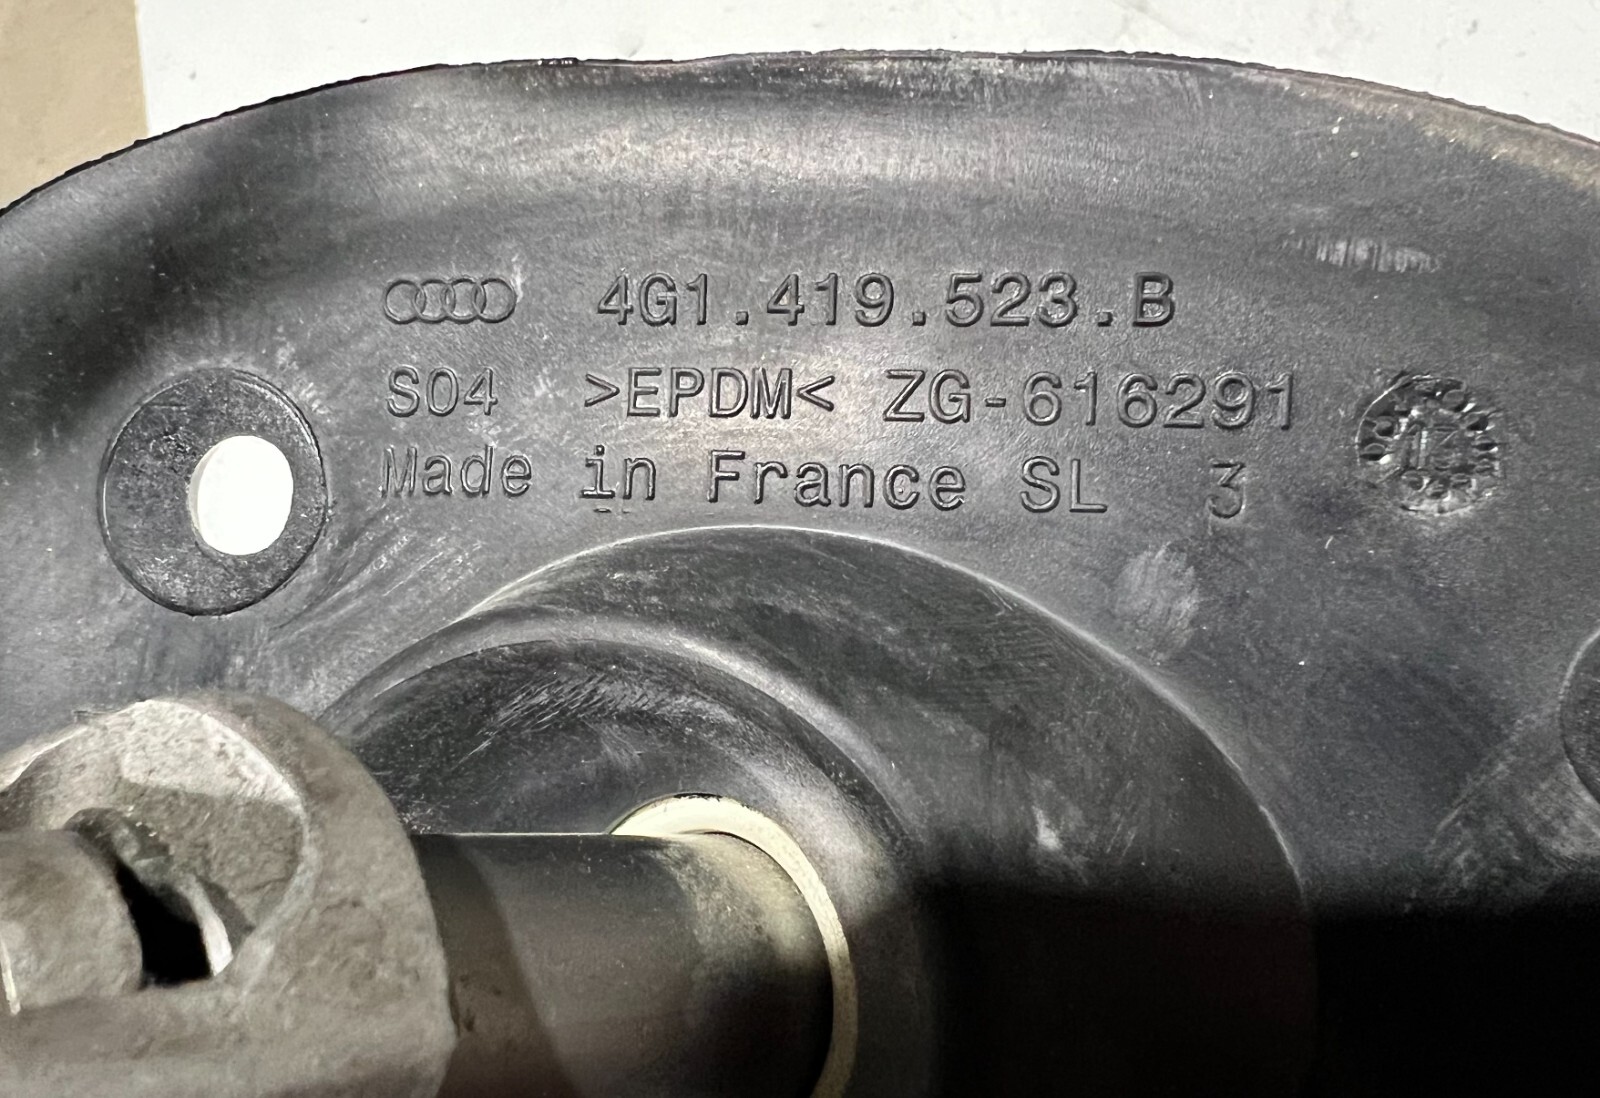 4G1.419.523.B
S04 >EPDM< ZG-616291
Made in France SL 3